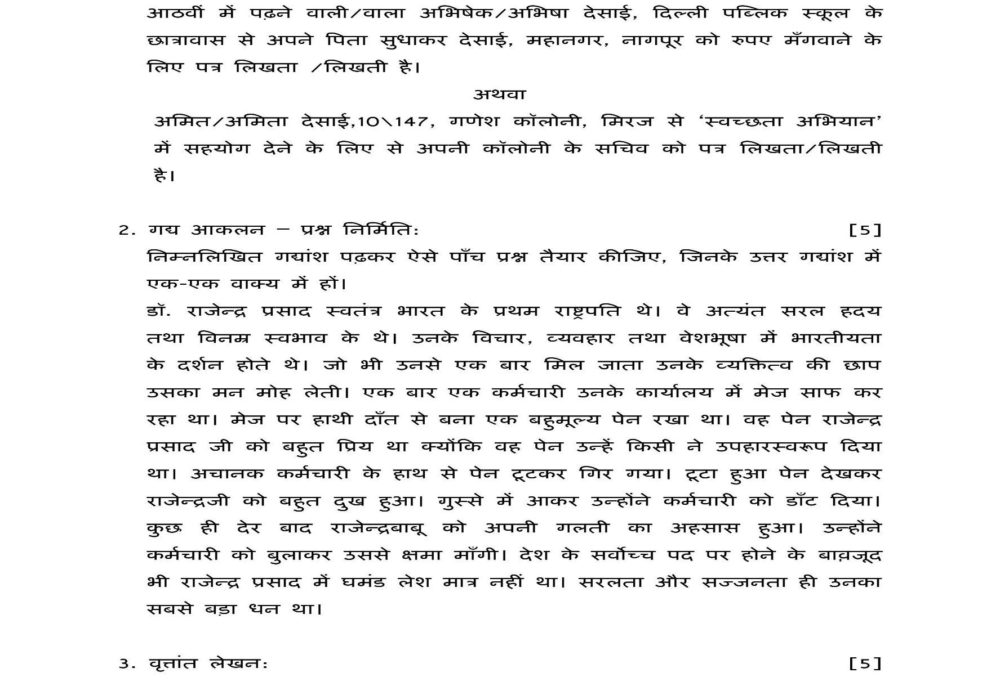 आठवीं में पढ़ने वाली/वाला अभिषेक/अभिषा देसाई, दिल्ली पब्लिक स्कूल के
छात्रावास से अपने पिता सुधाकर देसाई, महानगर, नागपूर को रुपए मँगवाने के
लिए पत्र लिखता /लिखती है।
अथवा
अमित/अमिता देसाई,10\147, गणेश कॉलोनी, मिरज से ‘स्वच्छता अभियान’
में सहयोग देने के लिए से अपनी कॉलोनी के सचिव को पत्र लिखता/लिखती
है।
2. गद्य आकलन – प्रश्न निर्मिति: [5]
निम्नलिखित गद्यांश पढ़कर ऐसे पाँच प्रश्न तैयार कीजिए, जिनके उत्तर गद्यांश में
एक-एक वाक्य में हों।
डॉ. राजेन्द्र प्रसाद स्वतंत्र भारत के प्रथम राष्ट्रपति थे। वे अत्यंत सरल हदय
तथा विनम्र स्वभाव के थे। उनके विचार, व्यवहार तथा वेशभूषा में भारतीयता
के दर्शन होते थे। जो भी उनसे एक बार मिल जाता उनके व्यक्तित्व की छाप
उसका मन मोह लेती। एक बार एक कर्मचारी उनके कार्यालय में मेज साफ कर
रहा था। मेज पर हाथी दाँत से बना एक बहुमूल्य पेन रखा था। वह पेन राजेन्द्र
प्रसाद जी को बहुत प्रिय था क्योंकि वह पेन उन्हें किसी ने उपहारस्वरूप दिया
था। अचानक कर्मचारी के हाथ से पेन टूटकर गिर गया। टूटा हुआ पेन देखकर
राजेन्द्रजी को बहुत दुख हुआ। गुस्से में आकर उन्होंने कर्मचारी को डाँट दिया।
कुछ ही देर बाद राजेन्द्रबाबू को अपनी गलती का अहसास हुआ। उन्होंने
कर्मचारी को बुलाकर उससे क्षमा माँगी। देश के सर्वोच्च पद पर होने के बाव़जूद
भी राजेन्द्र प्रसाद में घमंड लेश मात्र नहीं था। सरलता और सज्जनता ही उनका
सबसे बड़ा धन था।
3. वृत्तांत लेखन: [5]